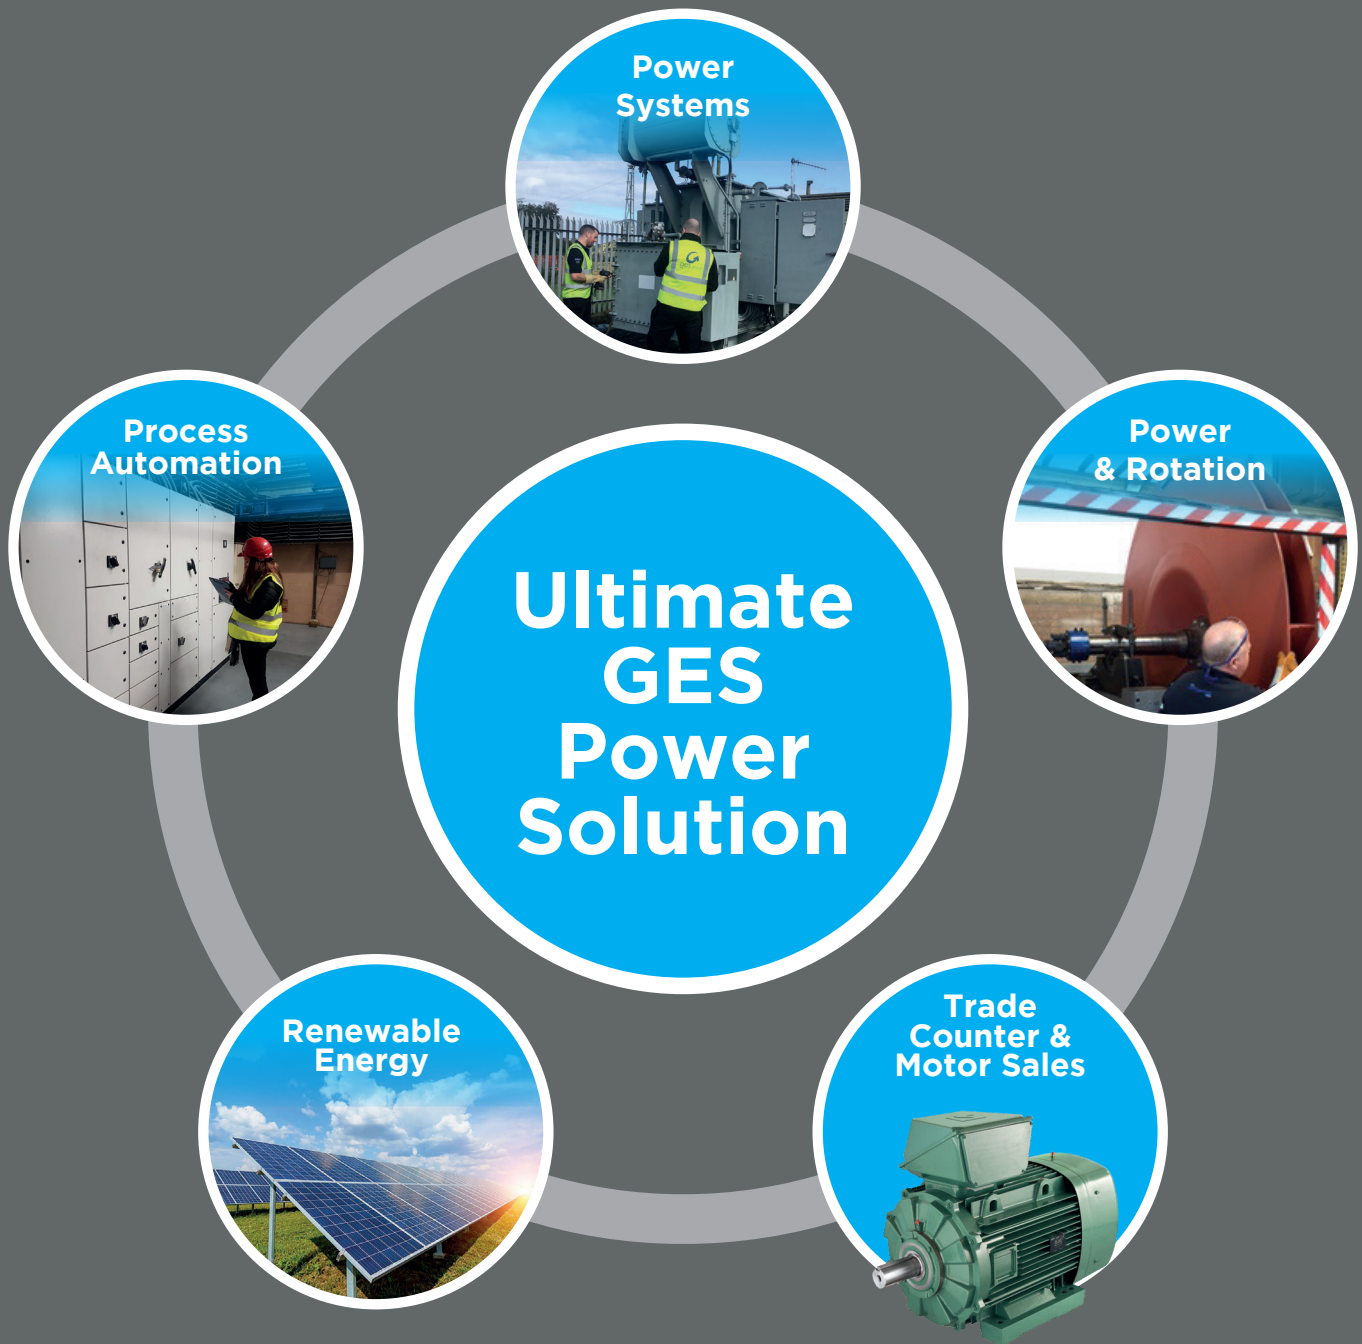 Power
Systems
Process
Automation
Power
& Rotation
Ultimate
GES
Power
Solution
Renewable
Energy
Trade
Counter &
Motor Sales